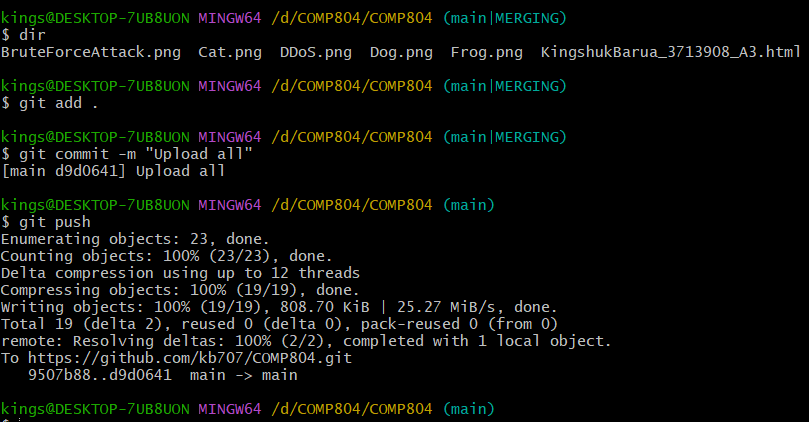 kings@DESKTOP-7UB8UON MINGW64 /d/COMP804/COMP804 (main|MERGING)
$ dir
BruteForceAttack.png  Cat.png  DDoS.png  Dog.png  Frog.png  KingshukBarua_3713908_A3.html
kings@DESKTOP-7UB8UON MINGW64 /d/COMP804/COMP804 (main|MERGING)
$ git add .
kings@DESKTOP-7UB8UON MINGW64 /d/COMP804/COMP804 (main|MERGING)
$ git commit -m "Upload all"
[main d9d0641] Upload all
kings@DESKTOP-7UB8UON MINGW64 /d/COMP804/COMP804 (main)
$ git push
Enumerating objects: 23, done.
Counting objects: 100% (23/23), done.
Delta compression using up to 12 threads
Compressing objects: 100% (19/19), done.
Writing objects: 100% (19/19), 808.70 KiB | 25.27 MiB/s, done.
Total 19 (delta 2), reused 0 (delta 0), pack-reused 0 (from 0)
remote: Resolving deltas: 100% (2/2), completed with 1 local object.
To https://github.com/kb707/COMP804.git
   9507b88..d9d0641  main -> main
kings@DESKTOP-7UB8UON MINGW64 /d/COMP804/COMP804 (main)
$